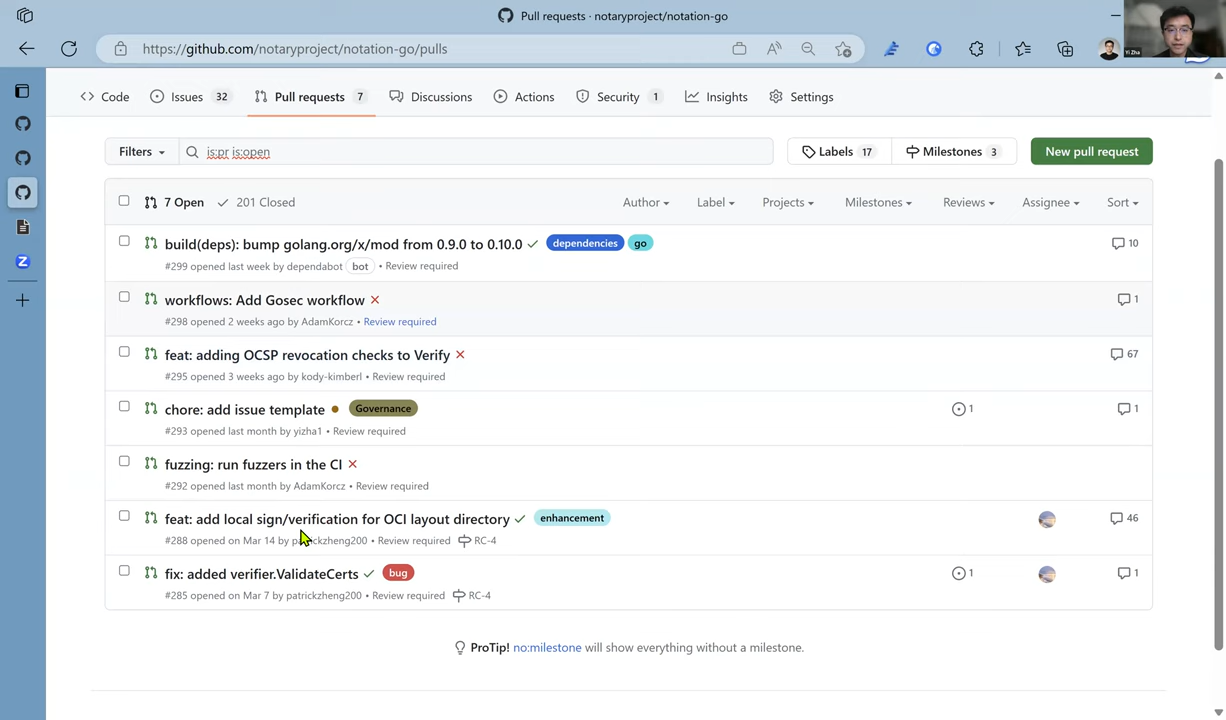 Pull requests · notaryproject/notation-go
https://github.com/notaryproject/notation-go/pulls
Yi Zha
Code Issues 32 Pull requests 7 Discussions Actions Security 1 Insights Settings
Filters is:pr is:open Labels 17 Milestones 3 New pull request
7 Open 201 Closed Author Label Projects Milestones Reviews Assignee Sort
build(deps): bump golang.org/x/mod from 0.9.0 to 0.10.0 dependencies go 10
#299 opened last week by dependabot bot • Review required
workflows: Add Gosec workflow 1
#298 opened 2 weeks ago by AdamKorcz • Review required
feat: adding OCSP revocation checks to Verify 67
#295 opened 3 weeks ago by kody-kimberl • Review required
chore: add issue template Governance 1 1
#293 opened last month by yizha1 • Review required
fuzzing: run fuzzers in the CI
#292 opened last month by AdamKorcz • Review required
feat: add local sign/verification for OCI layout directory enhancement 46
#288 opened on Mar 14 by patrickzheng200 • Review required RC-4
fix: added verifier.ValidateCerts bug 1 1
#285 opened on Mar 7 by patrickzheng200 • Review required RC-4
ProTip! no:milestone will show everything without a milestone.